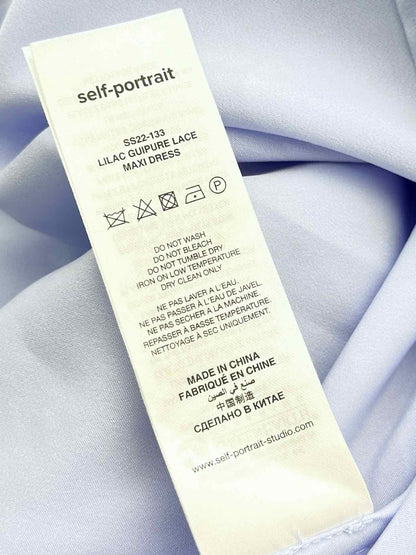 self-portrait
SS22-133
LILAC GUIPURE LACE
MAXI DRESS
P
DO NOT WASH
DO NOT BLEACH
DO NOT TUMBLE DRY
IRON ON LOW TEMPERATURE
DRY CLEAN ONLY
NE PAS LAVER A L'EAU.
NE PAS PASSER À L'EAU DE JAVEL.
NE PAS SECHER A LA MACHINE.
REPASSER À BASSE TEMPÉRATURE.
NETTOYAGE À SEC UNIQUEMENT.
MADE IN CHINA
FABRIQUÉ EN CHINE
صنع في الصين
中国制造
СДЕЛАНО В КИТАЕ
www.self-portrait-studio.com